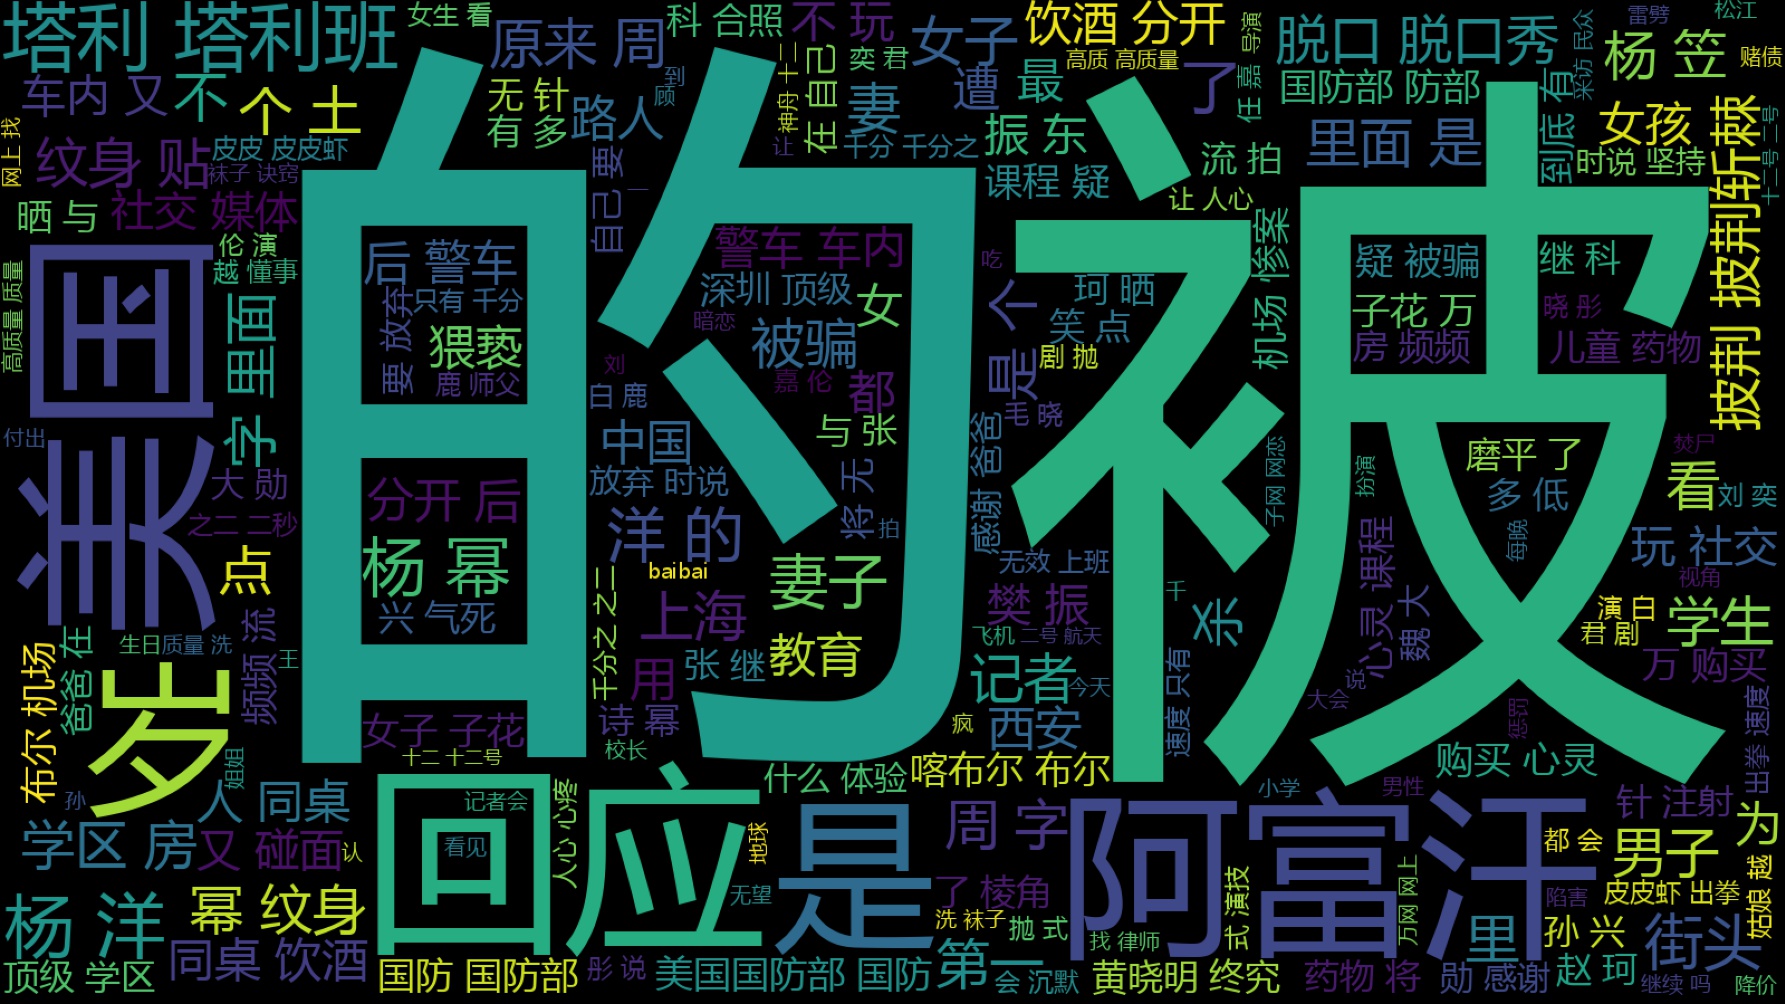 塔利 塔利班
女生 看
原来 周
科 合照
不 玩
女子
饮酒 分开
高质 高质量
任 嘉
导演
脱口 脱口秀
采访 民众
雷劈
松江
杨 笠
赌债
车内 又
不
个 土
无 针
有 多
到
顾
路人
神舟 十二
在 自己
奕 君
妻
遭
最
了
国防部 防部
到底 有
女孩
披荆 披荆斩棘
十二号 二号
网上 找
纹身 贴
皮皮 皮皮虾
袜子 诀窍
自己 要
一
让
千分 千分之
振 东
课程 疑
流 拍
里面 是
时说 坚持
晒 与
社交 媒体
让 人心
伦 演
越 懂事
高质量 质量
美国
里面
字
的
被
后 警车
要 放弃
只有 千分
猥亵
鹿 师父
警车 车内
深圳 顶级
女
暗恋
被骗
刘
嘉 伦
都
白 鹿
与 张
吃
是 个
珂 晒
笑 点
剧 抛
毛 晓
机场 惨案
疑 被骗
继 科
子花 万
晓 彤
房 频频
儿童 药物
付出
大 勋
之二 二秒
点
中国
放弃 时说
将 无
拍
感谢 爸爸
子网 网恋
扮演
磨平 了
多 低
每晚
焚尸
看
刘 奕
分开 后
杨 幂
兴 气死
洋 的
baibai
千分之 之二
上海
妻子
教育
无效 上班
樊 振
千
杀
飞机
二号 航天
心灵 课程
魏 大
玩 社交
视角
演 白
君 剧
学生
布尔 机场
爸爸 在
生日
质量 洗
频频 流
王
岁
用
张 继
记者
今天
速度 只有
说
大会
惩罚
万 购买
出拳 速度
女子 子花
诗 幂
疯
西安
十二 十二号
校长
姐姐
孙
人 同桌
什么 体验
喀布尔 布尔
购买 心灵
小学
男性
针 注射
为
回应
记者会
看见
人心 心疼
地球
是
周 字
阿富汗
都 会
男子
学区 房
又 碰面
认
无望
了 棱角
式 演技
万网 网上
陷害
皮皮虾 出拳
姑娘 越
杨 洋
幂 纹身
洗 袜子
抛 式
找 律师
里
孙 兴
街头
顶级 学区
同桌 饮酒
国防 国防部
彤 说
美国国防部 国防
第一
会 沉默
黄晓明 终究
药物 将
勋 感谢
赵 珂
继续 吗
降价